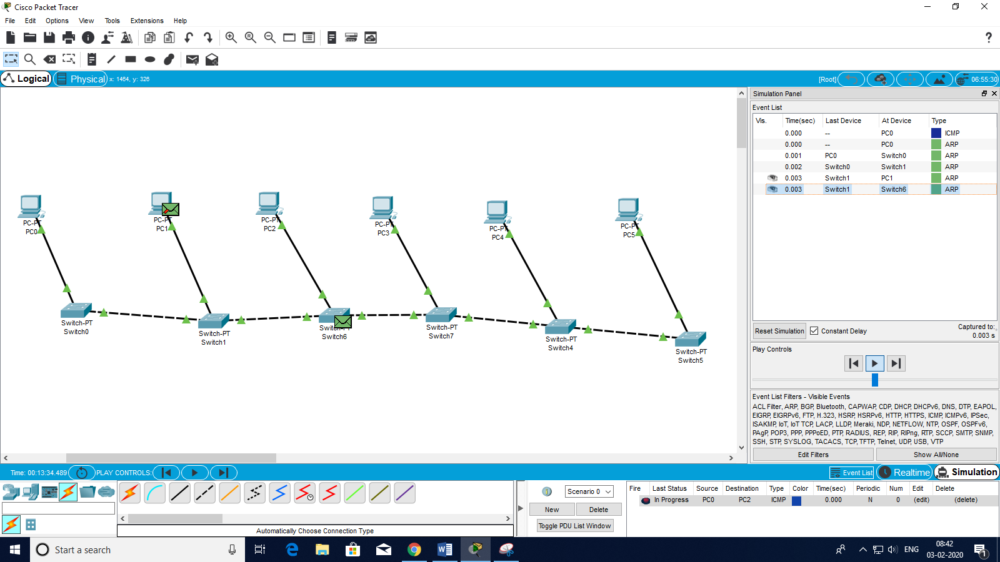 Cisco Packet Tracer
File Edit Options View Tools Extensions Help
Logical Physical x: 1464, y: 326 [Root] 06:55:30
Simulation Panel
Event List
Vis. Time(sec) Last Device At Device Type
0.000 -- PC0 ICMP
0.000 -- PC0 ARP
0.001 PC0 Switch0 ARP
0.002 Switch0 Switch1 ARP
0.003 Switch1 PC1 ARP
0.003 Switch1 Switch6 ARP
PC-PT
PC0
PC-PT
PC1
PC-PT
PC2
PC-PT
PC3
PC-PT
PC4
PC-PT
PC5
Switch-PT
Switch0
Switch-PT
Switch1
Switch-PT
Switch6
Switch-PT
Switch7
Switch-PT
Switch4
Switch-PT
Switch5
Reset Simulation Constant Delay Captured to:
0.003 s
Play Controls
Event List Filters - Visible Events
ACL Filter, ARP, BGP, Bluetooth, CAPWAP, CDP, DHCP, DHCPv6, DNS, DTP, EAPOL,
EIGRP, EIGRPv6, FTP, H.323, HSRP, HSRPv6, HTTP, HTTPS, ICMP, ICMPv6, IPSec,
ISAKMP, IoT, IoT TCP, LACP, LLDP, Meraki, NDP, NETFLOW, NTP, OSPF, OSPFv6,
PAgP, POP3, PPP, PPPoED, PTP, RADIUS, REP, RIP, RIPng, RTP, SCCP, SMTP, SNMP,
SSH, STP, SYSLOG, TACACS, TCP, TFTP, Telnet, UDP, USB, VTP
Edit Filters Show All/None
Time: 00:13:34.489 PLAY CONTROLS: Event List Realtime Simulation
Scenario 0
New Delete
Toggle PDU List Window
Fire Last Status Source Destination Type Color Time(sec) Periodic Num Edit Delete
In Progress PC0 PC2 ICMP 0.000 N 0 (edit) (delete)
Automatically Choose Connection Type
Start a search
ENG
08:42
03-02-2020
1